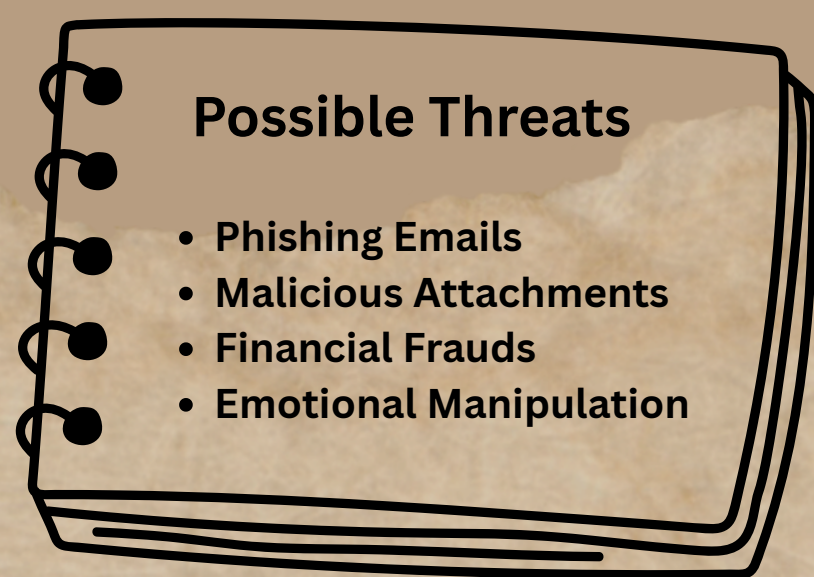 Possible Threats
• Phishing Emails
• Malicious Attachments
• Financial Frauds
• Emotional Manipulation